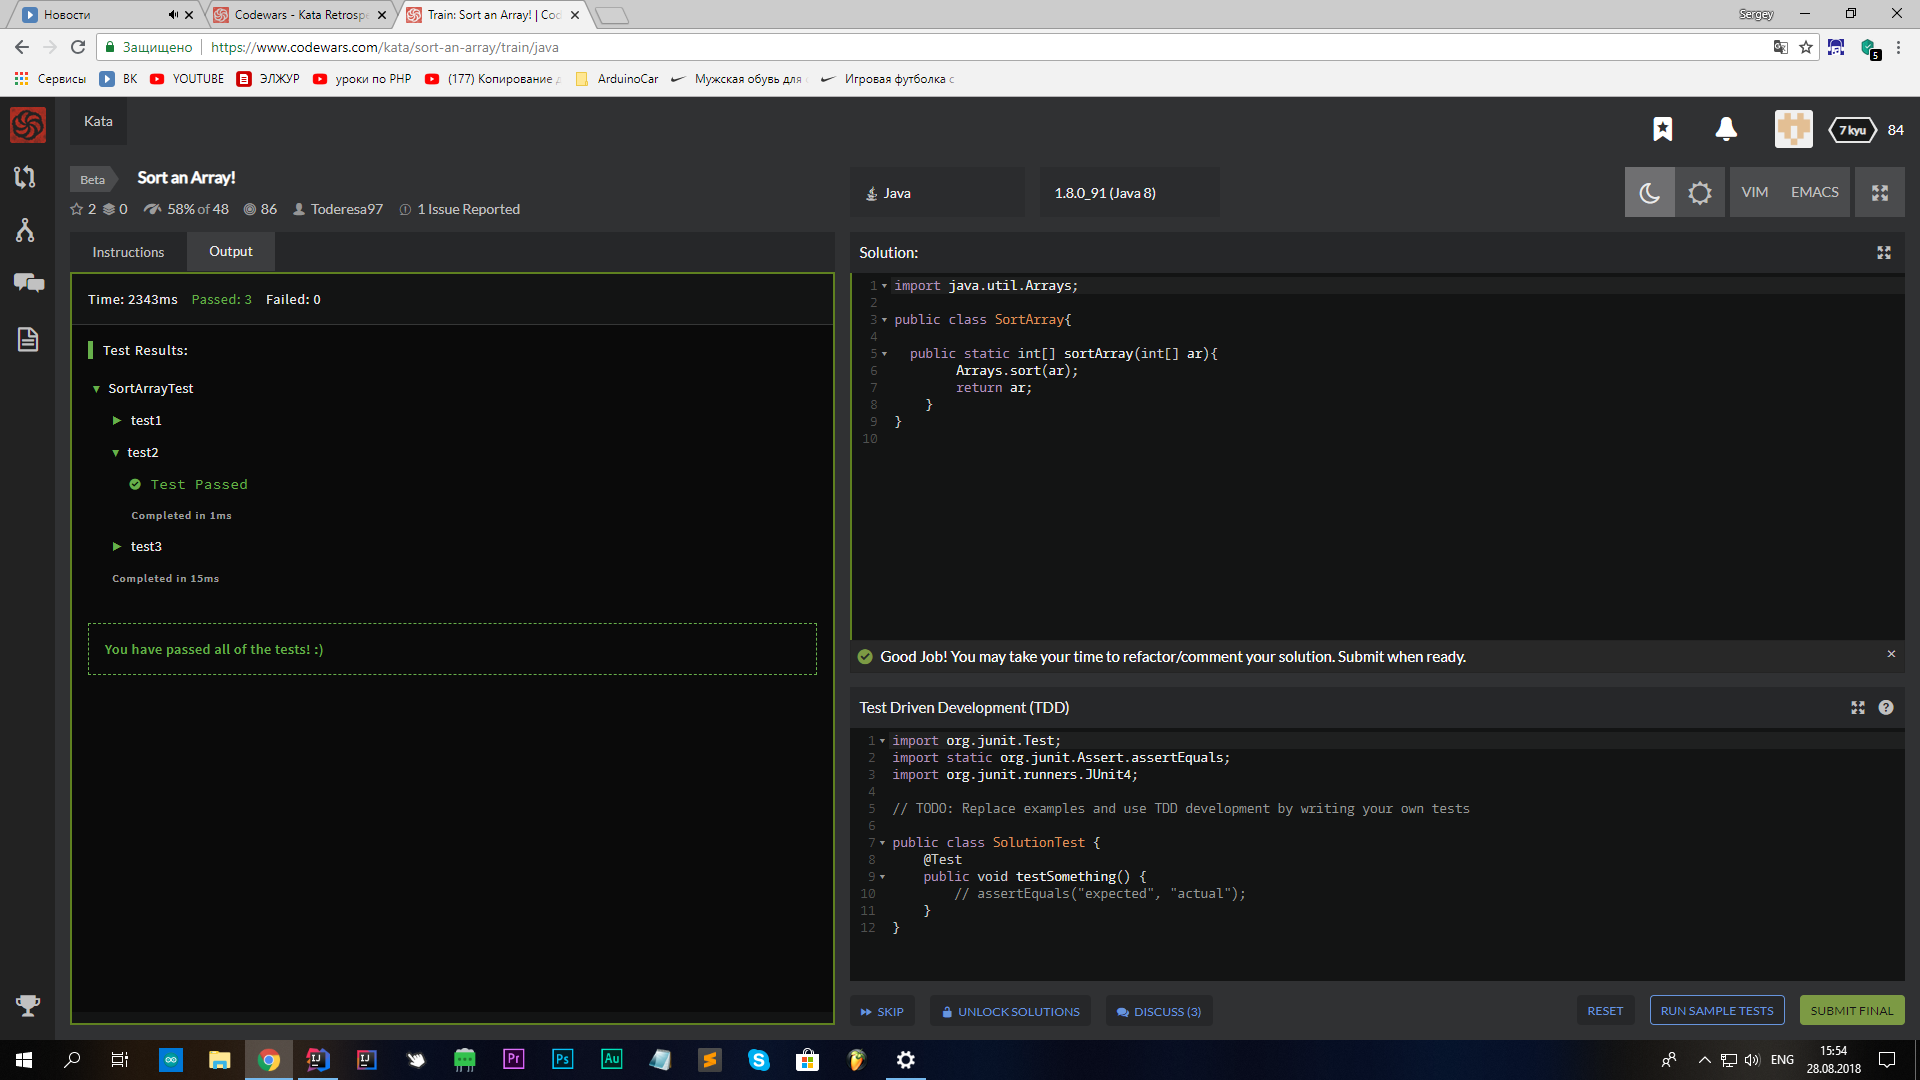 Новости
Codewars - Kata Retrospe
Train: Sort an Array! | Cod
Sergey
Защищено
https://www.codewars.com/kata/sort-an-array/train/java
5
Сервисы
ВК
YOUTUBE
ЭЛЖУР
уроки по PHP
(177) Копирование д
ArduinoCar
Мужская обувь для
Игровая футболка с
Kata
7 kyu
84
Beta
Sort an Array!
2
0
58% of 48
86
Toderesa97
1 Issue Reported
Java
1.8.0_91 (Java 8)
VIM
EMACS
Instructions
Output
Time: 2343ms
Passed: 3
Failed: 0
Test Results:
SortArrayTest
test1
test2
Test Passed
Completed in 1ms
test3
Completed in 15ms
You have passed all of the tests! :)
Solution:
1 import java.util.Arrays;
2
3 public class SortArray{
4
5 public static int[] sortArray(int[] ar){
6 Arrays.sort(ar);
7 return ar;
8 }
9 }
10
Good Job! You may take your time to refactor/comment your solution. Submit when ready.
Test Driven Development (TDD)
1 import org.junit.Test;
2 import static org.junit.Assert.assertEquals;
3 import org.junit.runners.JUnit4;
4
5 // TODO: Replace examples and use TDD development by writing your own tests
6
7 public class SolutionTest {
8 @Test
9 public void testSomething() {
10 // assertEquals("expected", "actual");
11 }
12 }
SKIP
UNLOCK SOLUTIONS
DISCUSS (3)
RESET
RUN SAMPLE TESTS
SUBMIT FINAL
IJ
IJ
Pr
Ps
Au
ENG
15:54
28.08.2018